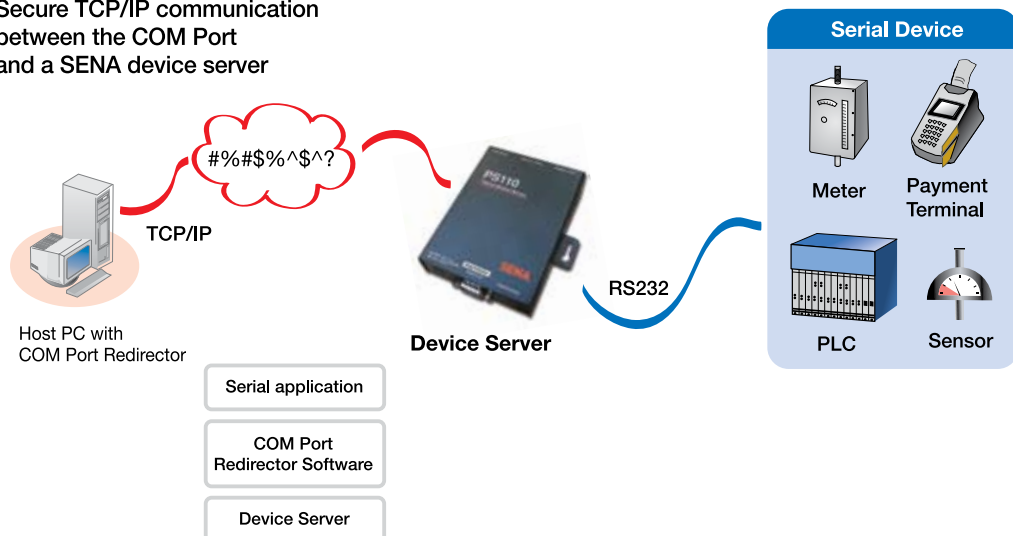 Secure TCP/IP communication
between the COM Port
and a SENA device server
#%#$%^$^?
TCP/IP
Host PC with
COM Port Redirector
PS110
SENA
Device Server
RS232
Serial Device
Meter
Payment
Terminal
PLC
Sensor
Serial application
COM Port
Redirector Software
Device Server